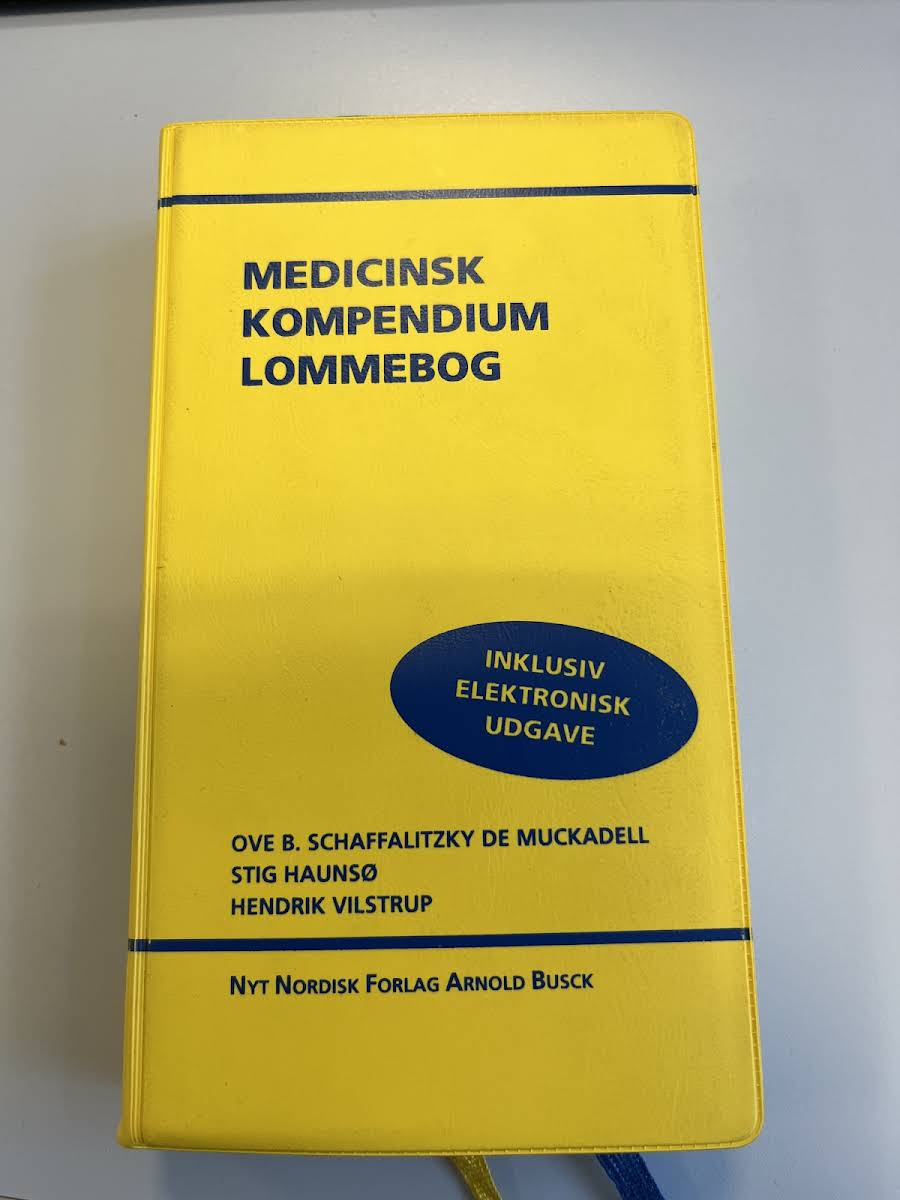 MEDICINSK
KOMPENDIUM
LOMMEBOG
INKLUSIV
ELEKTRONISK
UDGAVE
OVE B. SCHAFFALITZKY DE MUCKADELL
STIG HAUNSØ
HENDRIK VILSTRUP
NYT NORDISK FORLAG ARNOLD BUSCK